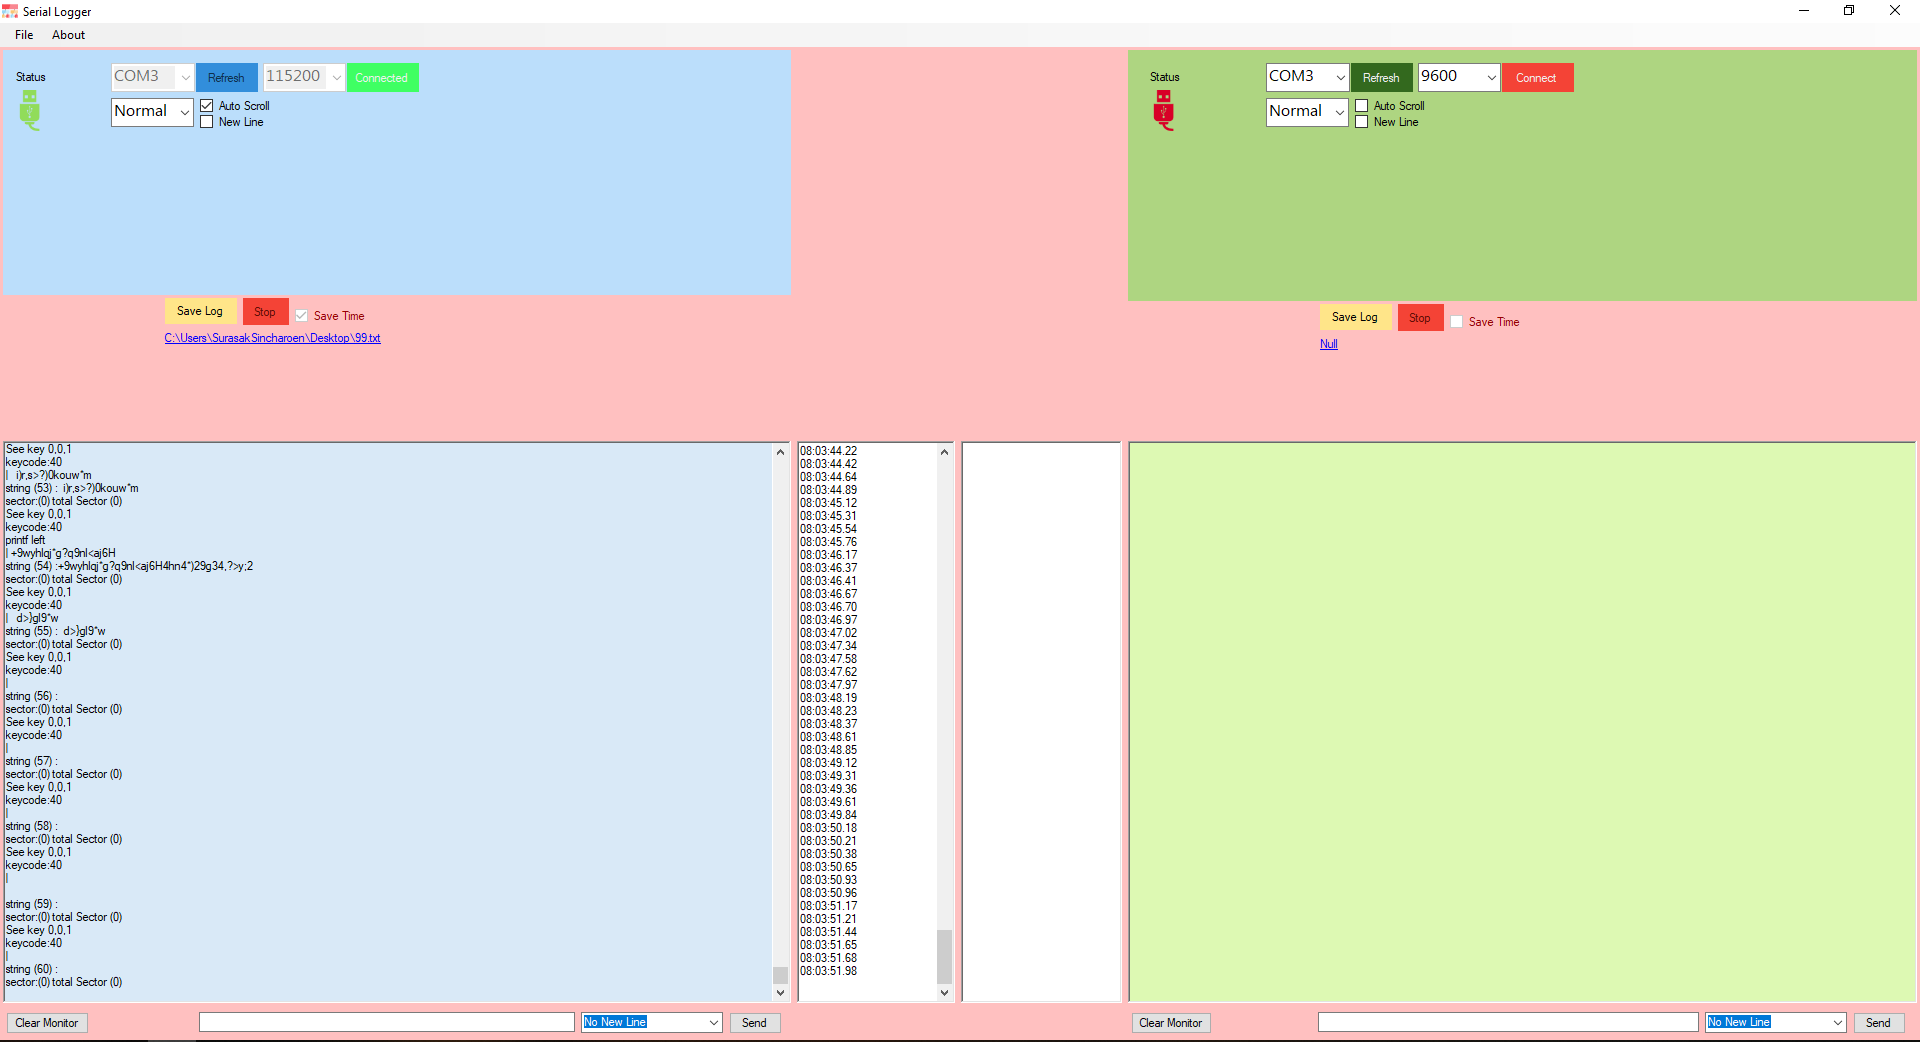 Serial Logger
File About
Status
COM3
Refresh
115200
Connected
Normal
Auto Scroll
New Line
Save Log
Stop
Save Time
C:\Users\SurasakSincharoen\Desktop\99.txt
Status
COM3
Refresh
9600
Connect
Normal
Auto Scroll
New Line
Save Log
Stop
Save Time
Null
See key 0,0,1
keycode:40
|   i)r,s>?)0kouw*m
string (53) :  i)r,s>?)0kouw*m
sector:(0) total Sector (0)
See key 0,0,1
keycode:40
printf left
| +9wyhlqj*g?q9nl<aj6H
string (54) :+9wyhlqj*g?q9nl<aj6H4hn4*)29g34,?>y;2
sector:(0) total Sector (0)
See key 0,0,1
keycode:40
|   d>}gl9*w
string (55) :  d>}gl9*w
sector:(0) total Sector (0)
See key 0,0,1
keycode:40
|
string (56) :
sector:(0) total Sector (0)
See key 0,0,1
keycode:40
|
string (57) :
sector:(0) total Sector (0)
See key 0,0,1
keycode:40
|
string (58) :
sector:(0) total Sector (0)
See key 0,0,1
keycode:40
|
string (59) :
sector:(0) total Sector (0)
See key 0,0,1
keycode:40
|
string (60) :
sector:(0) total Sector (0)
08:03:44.22
08:03:44.42
08:03:44.64
08:03:44.89
08:03:45.12
08:03:45.31
08:03:45.54
08:03:45.76
08:03:46.17
08:03:46.37
08:03:46.41
08:03:46.67
08:03:46.70
08:03:46.97
08:03:47.02
08:03:47.34
08:03:47.58
08:03:47.62
08:03:47.97
08:03:48.19
08:03:48.23
08:03:48.37
08:03:48.61
08:03:48.85
08:03:49.12
08:03:49.31
08:03:49.36
08:03:49.61
08:03:49.84
08:03:50.18
08:03:50.21
08:03:50.38
08:03:50.65
08:03:50.93
08:03:50.96
08:03:51.17
08:03:51.21
08:03:51.44
08:03:51.65
08:03:51.68
08:03:51.98
Clear Monitor
No New Line
Send
Clear Monitor
No New Line
Send